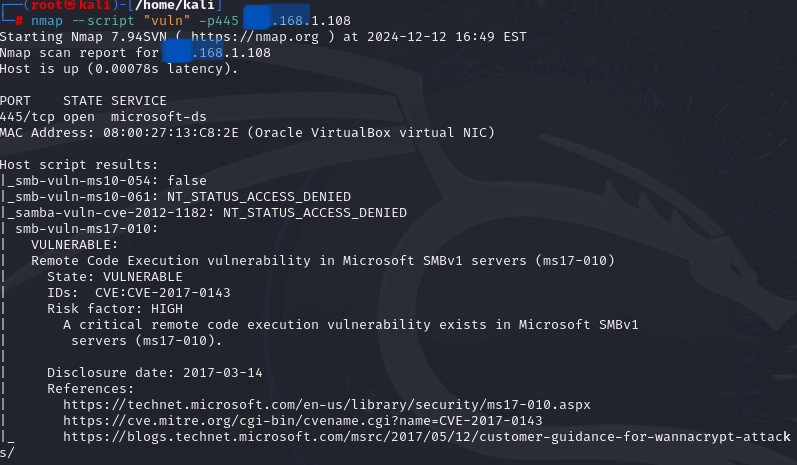 ┌──(root㉿kali)-[/home/kali]
└─# nmap --script "vuln" -p445 .168.1.108
Starting Nmap 7.94SVN ( https://nmap.org ) at 2024-12-12 16:49 EST
Nmap scan report for .168.1.108
Host is up (0.00078s latency).

PORT    STATE SERVICE
445/tcp open  microsoft-ds
MAC Address: 08:00:27:13:C8:2E (Oracle VirtualBox virtual NIC)

Host script results:
|_smb-vuln-ms10-054: false
|_smb-vuln-ms10-061: NT_STATUS_ACCESS_DENIED
|_samba-vuln-cve-2012-1182: NT_STATUS_ACCESS_DENIED
| smb-vuln-ms17-010:
|   VULNERABLE:
|   Remote Code Execution vulnerability in Microsoft SMBv1 servers (ms17-010)
|     State: VULNERABLE
|     IDs:  CVE:CVE-2017-0143
|     Risk factor: HIGH
|       A critical remote code execution vulnerability exists in Microsoft SMBv1
|        servers (ms17-010).
|
|     Disclosure date: 2017-03-14
|     References:
|       https://technet.microsoft.com/en-us/library/security/ms17-010.aspx
|       https://cve.mitre.org/cgi-bin/cvename.cgi?name=CVE-2017-0143
|_      https://blogs.technet.microsoft.com/msrc/2017/05/12/customer-guidance-for-wannacrypt-attack
s/